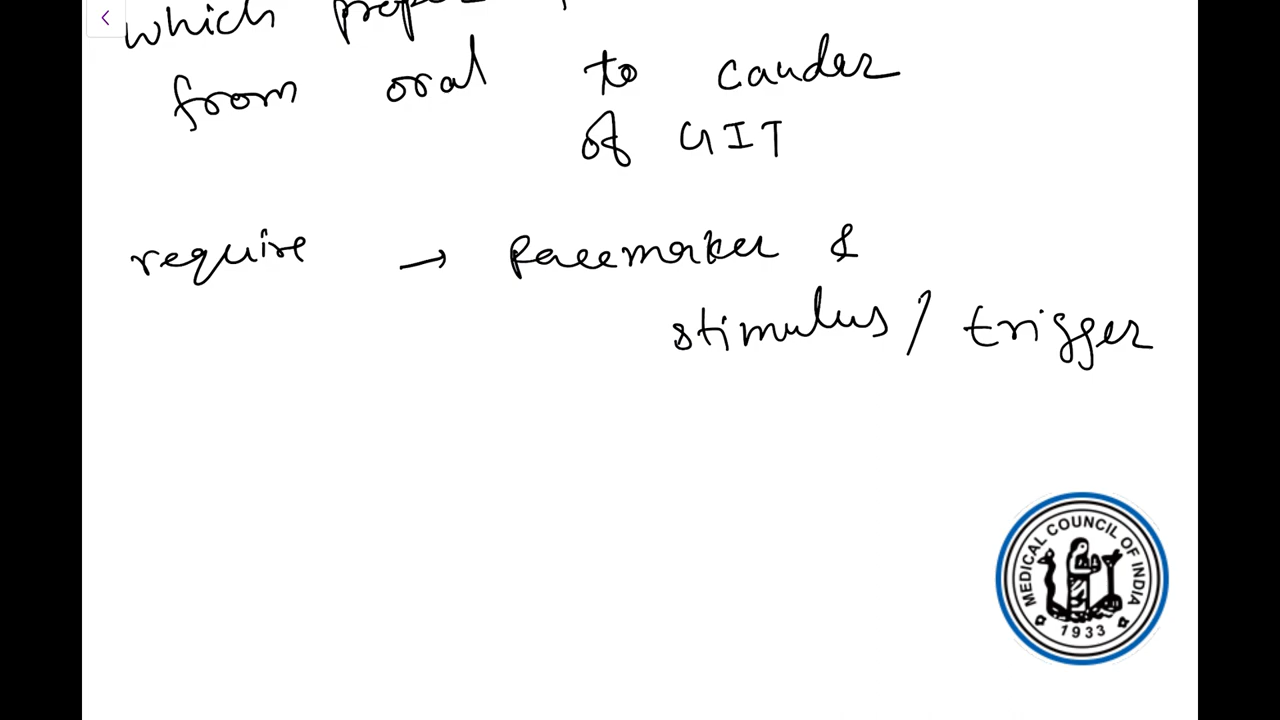 which
from oral to caudar
of GIT
require → Pacemaker &
stimulus / trigger
MEDICAL COUNCIL OF INDIA
1933